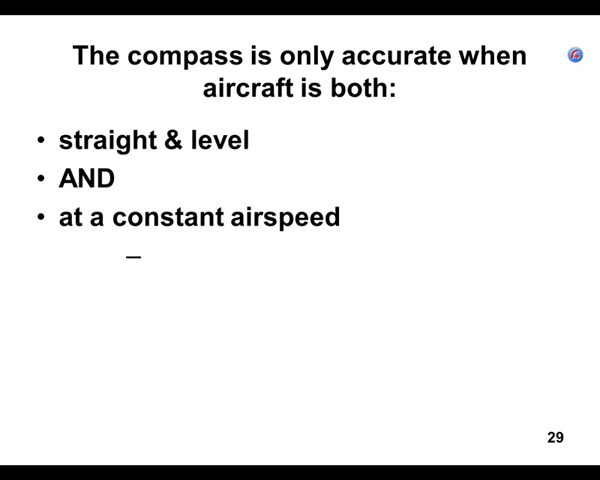 The compass is only accurate when
aircraft is both:
• straight & level
• AND
• at a constant airspeed
–
29